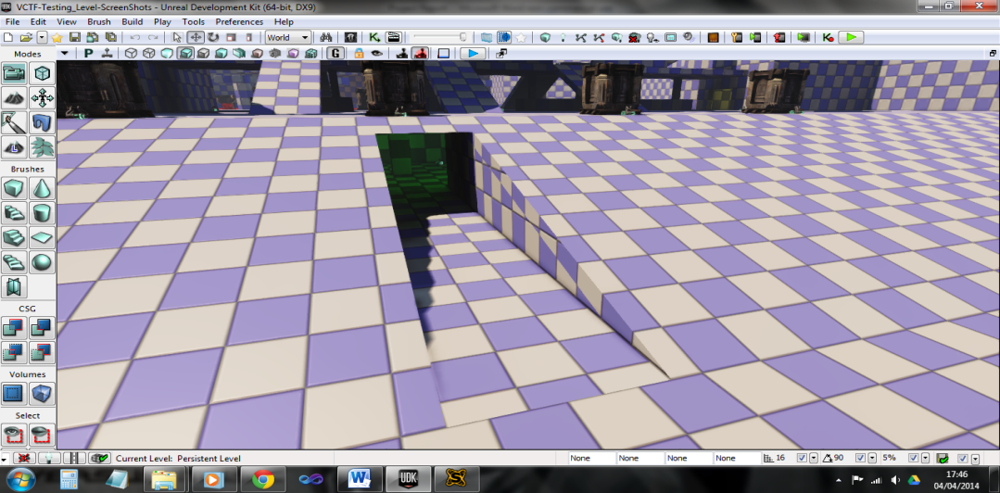 VCTF-Testing_Level-ScreenShots - Unreal Development Kit (64-bit, DX9)
File Edit View Brush Build Play Tools Preferences Help
World
Modes
P
G
Brushes
CSG
Volumes
Select
Current Level: Persistent Level
None None None None 16 90 5%
W UDK
17:46
04/04/2014